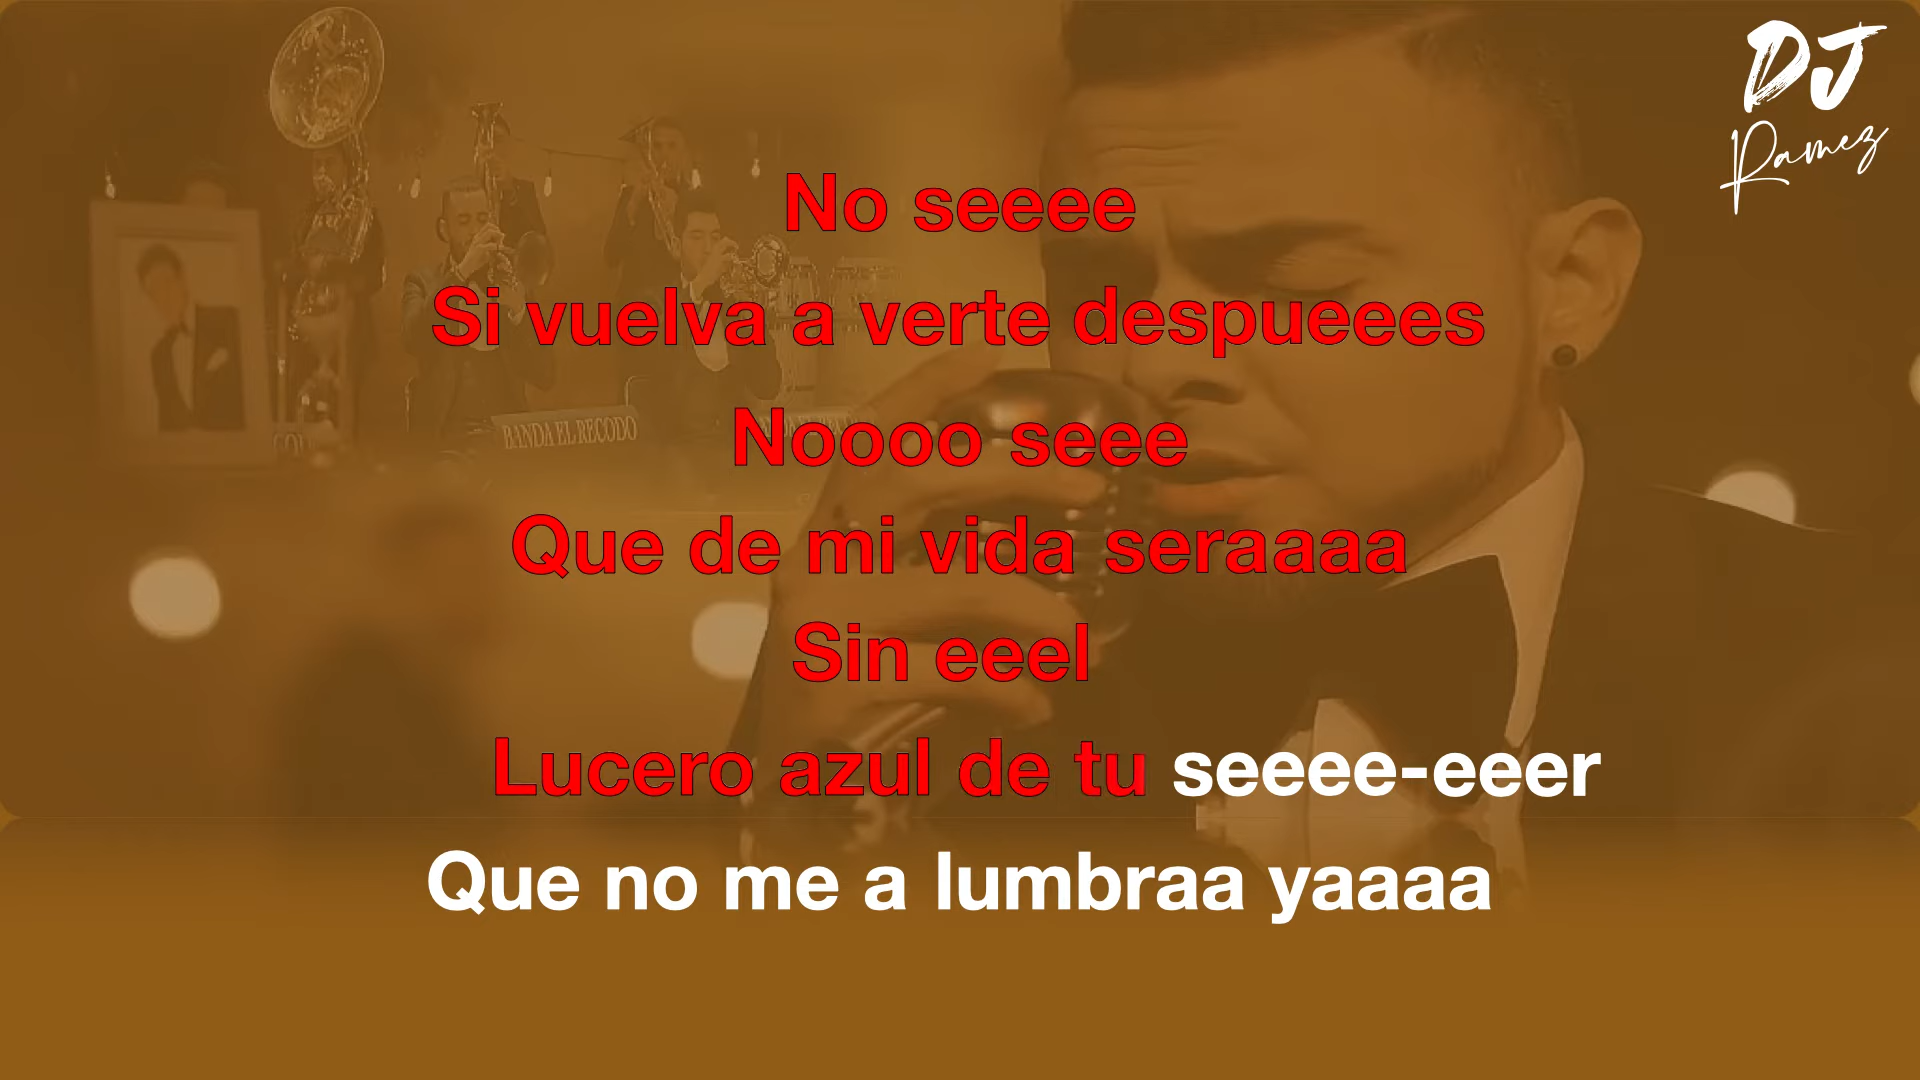 DJ
Ramez
No seeee
Si vuelva a verte despueees
Noooo seee
Que de mi vida seraaaa
Sin eeel
Lucero azul de tu seeee-eeer
Que no me a lumbraa yaaaa
BANDA EL RECODO